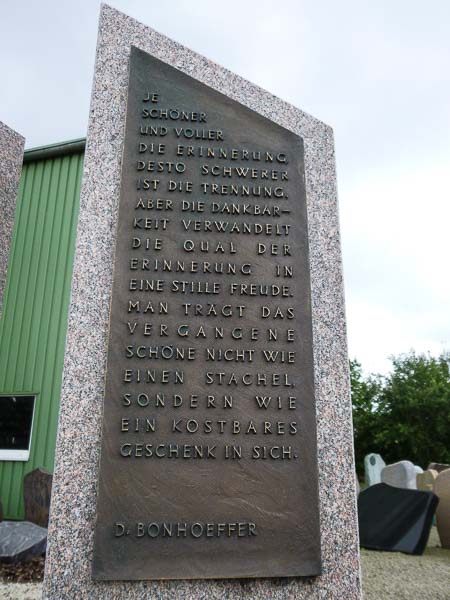 JE
SCHÖNER
UND VOLLER
DIE ERINNERUNG,
DESTO SCHWERER
IST DIE TRENNUNG.
ABER DIE DANKBAR-
KEIT VERWANDELT
DIE QUAL DER
ERINNERUNG IN
EINE STILLE FREUDE.
MAN TRÄGT DAS
VERGANGENE
SCHÖNE NICHT WIE
EINEN STACHEL,
SONDERN WIE
EIN KOSTBARES
GESCHENK IN SICH.
D. BONHOEFFER